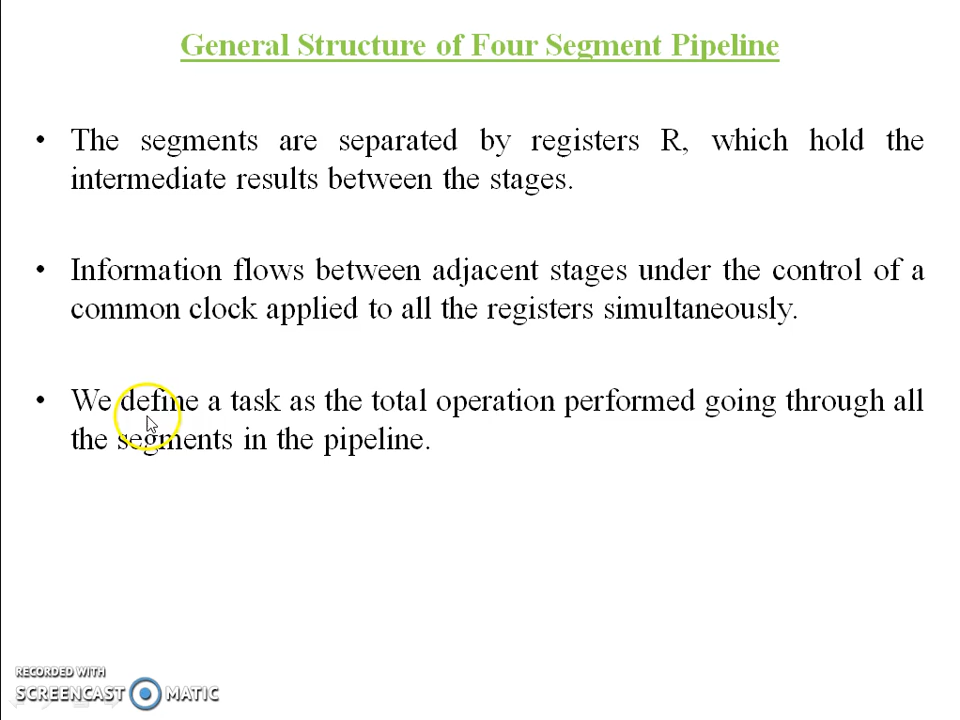 General Structure of Four Segment Pipeline
• The segments are separated by registers R, which hold the
intermediate results between the stages.
• Information flows between adjacent stages under the control of a
common clock applied to all the registers simultaneously.
• We define a task as the total operation performed going through all
the segments in the pipeline.
RECORDED WITH
SCREENCAST MATIC